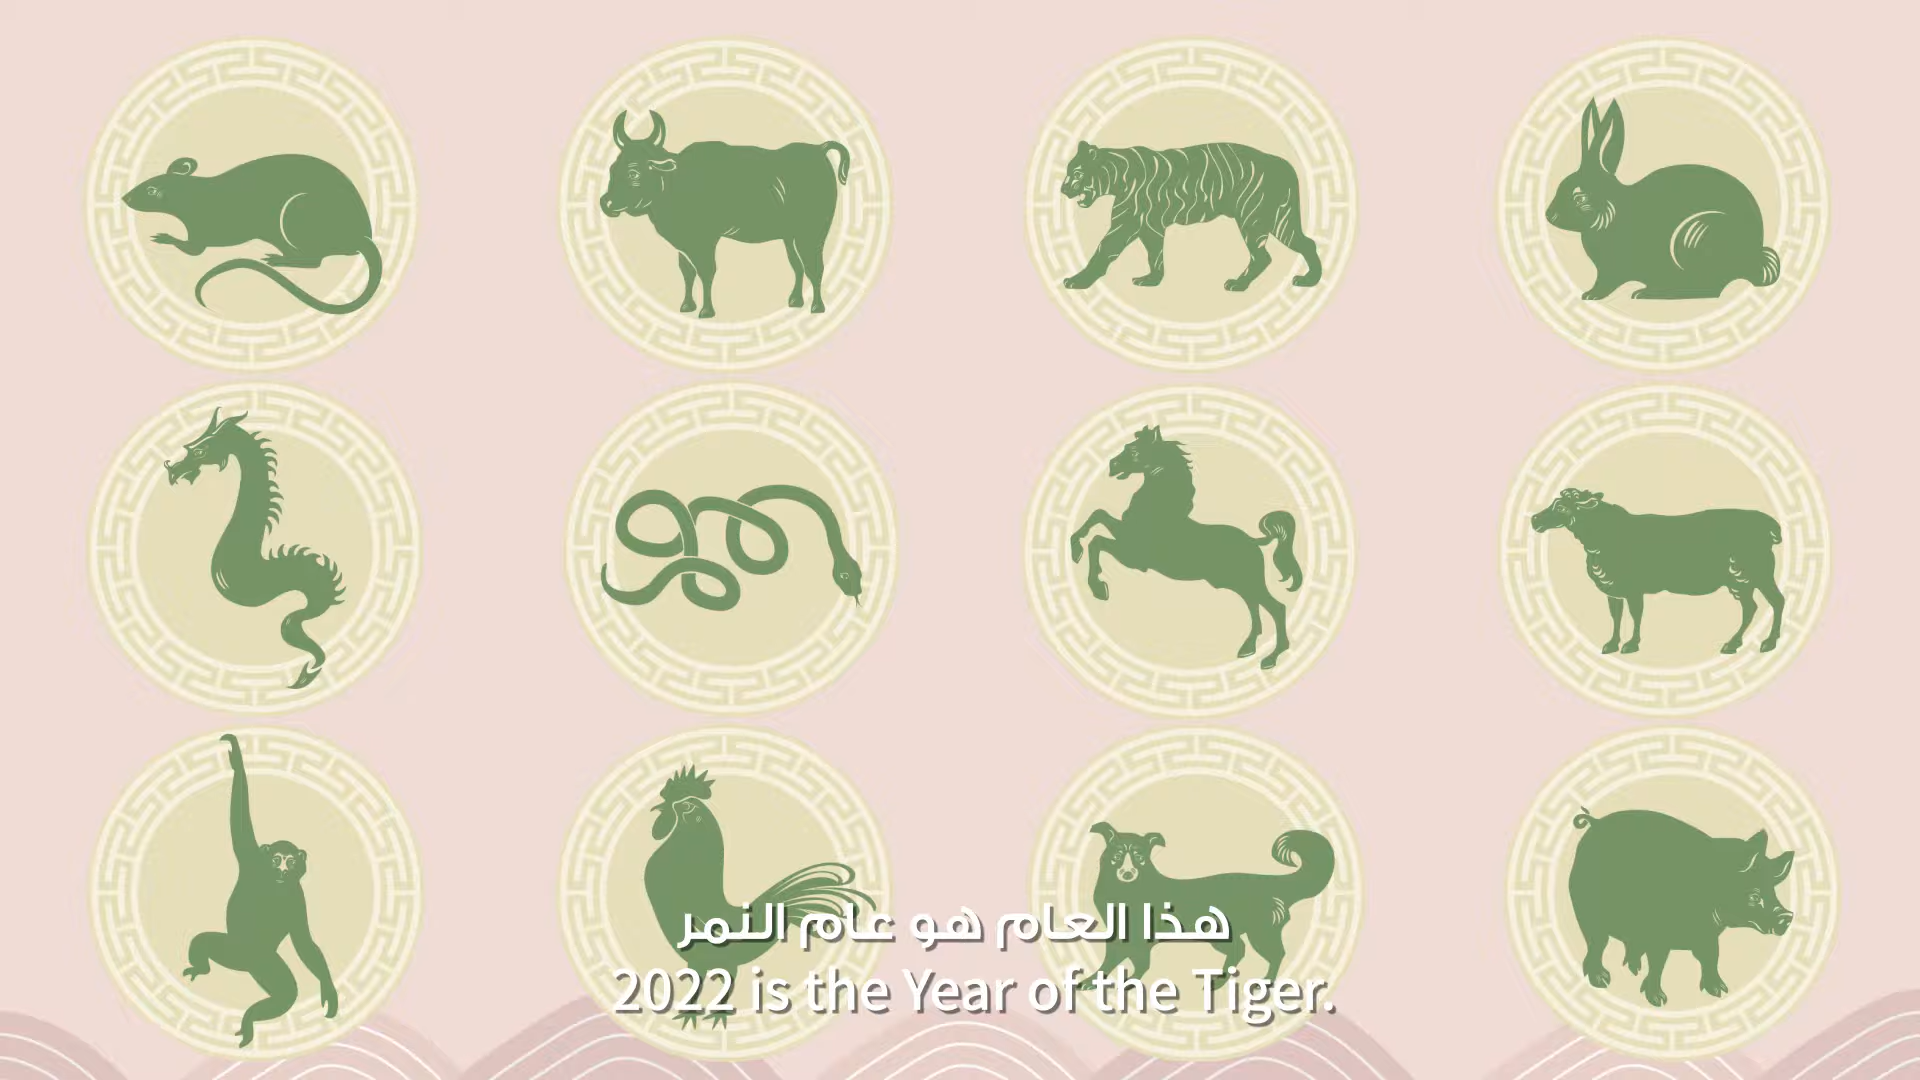 هذا العام هو عام النمر
2022 is the Year of the Tiger.